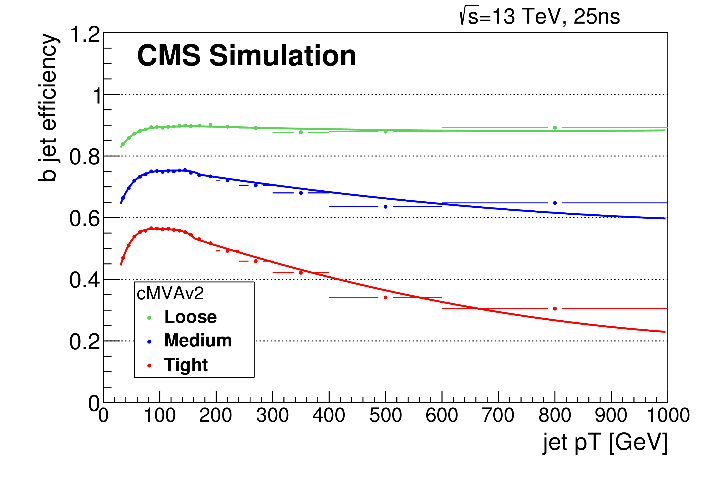 √s=13 TeV, 25ns
CMS Simulation
b jet efficiency
1.2
1
0.8
0.6
0.4
0.2
0
cMVAv2
Loose
Medium
Tight
0 100 200 300 400 500 600 700 800 900 1000
jet pT [GeV]